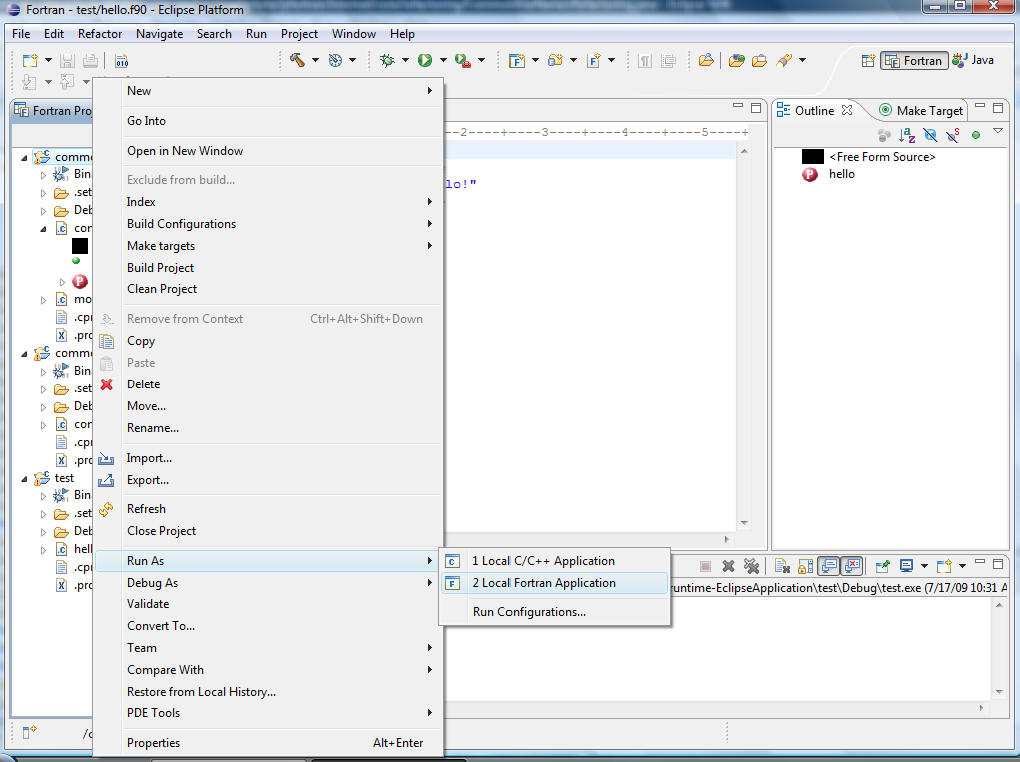 Fortran - test/hello.f90 - Eclipse Platform
File Edit Refactor Navigate Search Run Project Window Help
Fortran Java
Fortran Proj
comme
Bin
.set
Deb
con
mo
.cpr
.pro
comme
Bin
.set
Deb
con
.cpr
.pro
test
Bin
.set
Deb
hell
.cpr
.pro
New
Go Into
Open in New Window
Exclude from build...
Index
Build Configurations
Make targets
Build Project
Clean Project
Remove from Context Ctrl+Alt+Shift+Down
Copy
Paste
Delete
Move...
Rename...
Import...
Export...
Refresh
Close Project
Run As
Debug As
Validate
Convert To...
Team
Compare With
Restore from Local History...
PDE Tools
Properties Alt+Enter
1 Local C/C++ Application
2 Local Fortran Application
Run Configurations...
--2----+----3----+----4----+----5----+
lo!"
Outline Make Target
<Free Form Source>
hello
runtime-EclipseApplication\test\Debug\test.exe (7/17/09 10:31 A